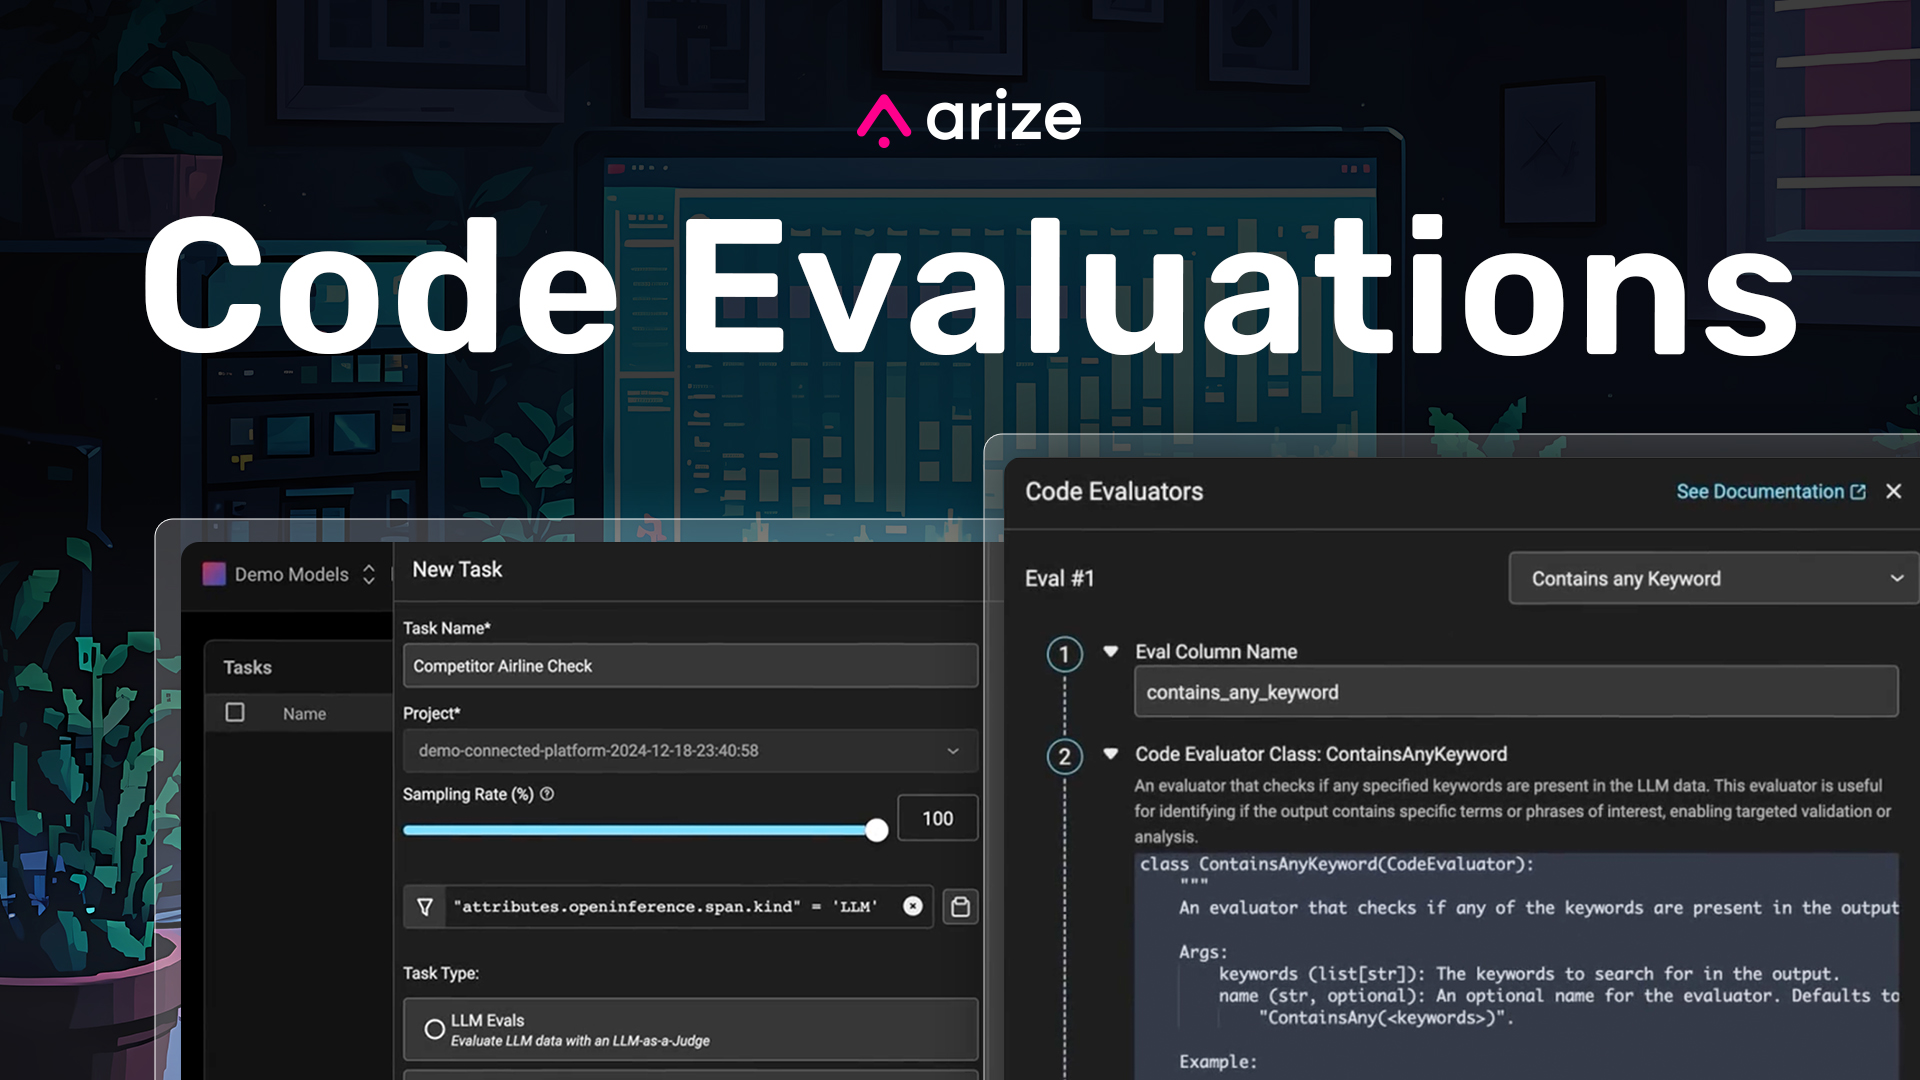 arize
Code Evaluations
Demo Models
Tasks
Name
New Task
Task Name*
Competitor Airline Check
Project*
demo-connected-platform-2024-12-18-23:40:58
Sampling Rate (%)
100
"attributes.openinference.span.kind" = 'LLM'
Task Type:
LLM Evals
Evaluate LLM data with an LLM-as-a-Judge
Code Evaluators
See Documentation
Eval #1
Contains any Keyword
1
Eval Column Name
contains_any_keyword
2
Code Evaluator Class: ContainsAnyKeyword
An evaluator that checks if any specified keywords are present in the LLM data. This evaluator is useful
for identifying if the output contains specific terms or phrases of interest, enabling targeted validation or
analysis.
class ContainsAnyKeyword(CodeEvaluator):
"""
An evaluator that checks if any of the keywords are present in the output
Args:
keywords (list[str]): The keywords to search for in the output.
name (str, optional): An optional name for the evaluator. Defaults to
"ContainsAny(<keywords>)".
Example: